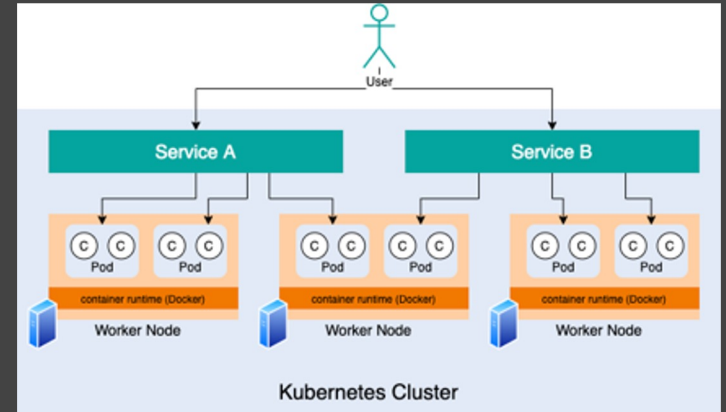 User
Service A
Service B
C C C C C C C C C C C C
Pod Pod Pod Pod Pod Pod
container runtime (Docker) container runtime (Docker) container runtime (Docker)
Worker Node Worker Node Worker Node
Kubernetes Cluster